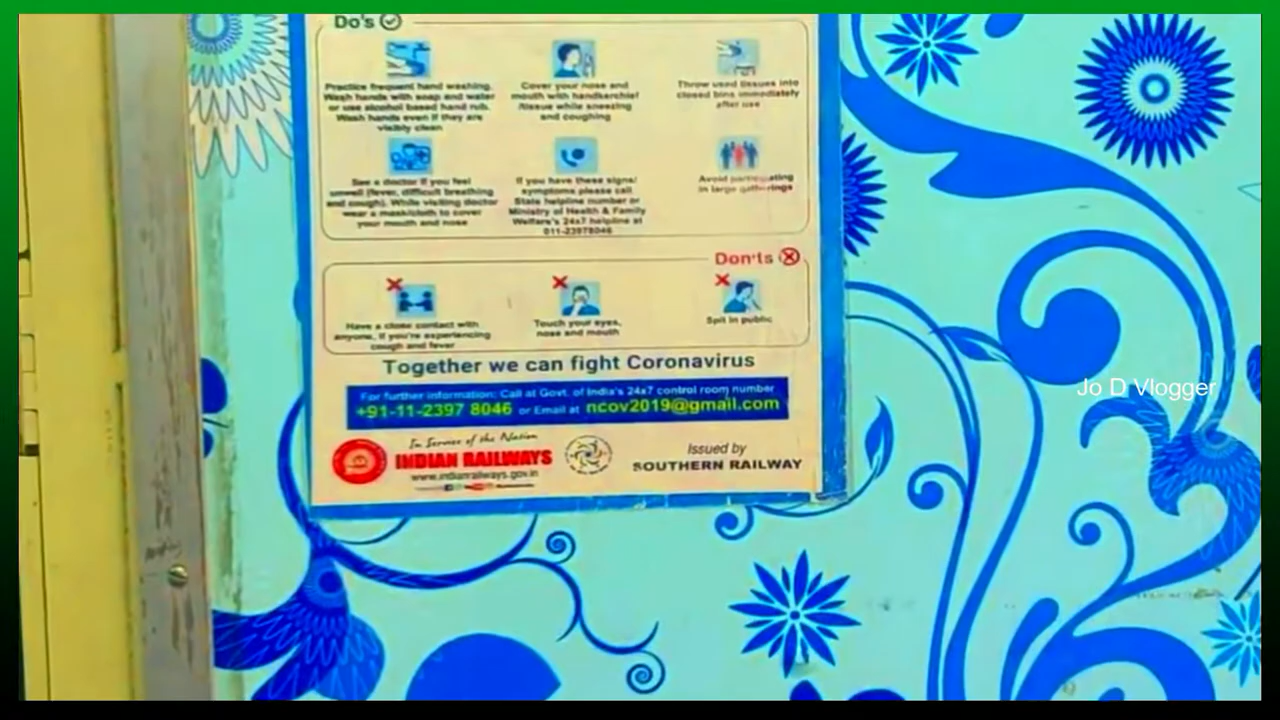 Do's
Practice frequent hand washing.
Wash hands with soap and water
or use alcohol based hand rub.
Wash hands even if they are
visibly clean
Cover your nose and
mouth with handkerchief
/tissue while sneezing
and coughing
Throw used tissues into
closed bins immediately
after use
See a doctor if you feel
unwell (fever, difficult breathing
and cough). While visiting doctor
wear a mask/cloth to cover
your mouth and nose
If you have these signs/
symptoms please call
State helpline number or
Ministry of Health & Family
Welfare's 24x7 helpline at
011-23978046
Avoid participating
in large gatherings
Don'ts
Have a close contact with
anyone, if you're experiencing
cough and fever
Touch your eyes,
nose and mouth
Spit in public
Together we can fight Coronavirus
For further information: Call at Govt. of India's 24x7 control room number
+91-11-2397 8046 or Email at ncov2019@gmail.com
In Service of the Nation
INDIAN RAILWAYS
www.indianrailways.gov.in
Issued by
SOUTHERN RAILWAY
Jo D Vlogger